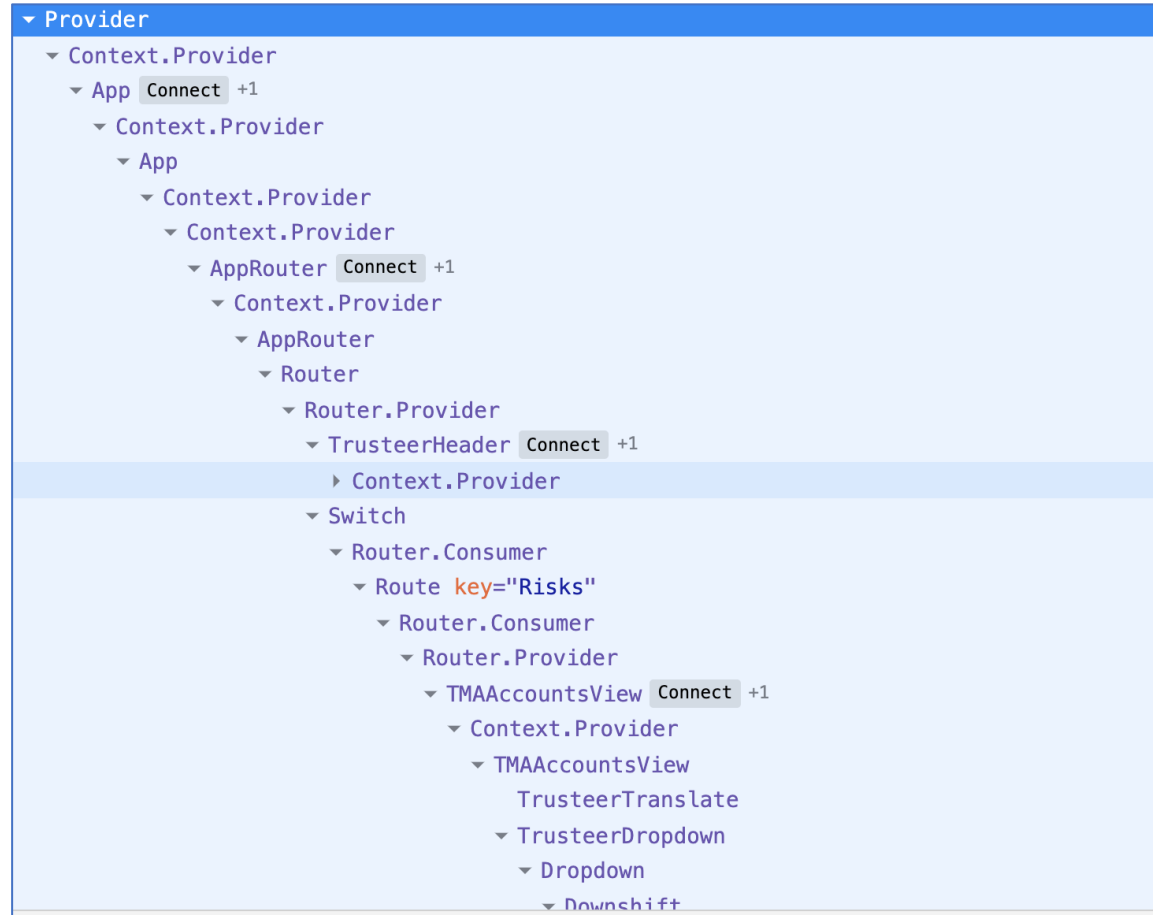 Provider
Context.Provider
App Connect +1
Context.Provider
App
Context.Provider
Context.Provider
AppRouter Connect +1
Context.Provider
AppRouter
Router
Router.Provider
TrusteerHeader Connect +1
Context.Provider
Switch
Router.Consumer
Route key="Risks"
Router.Consumer
Router.Provider
TMAAccountsView Connect +1
Context.Provider
TMAAccountsView
TrusteerTranslate
TrusteerDropdown
Dropdown
Downshift